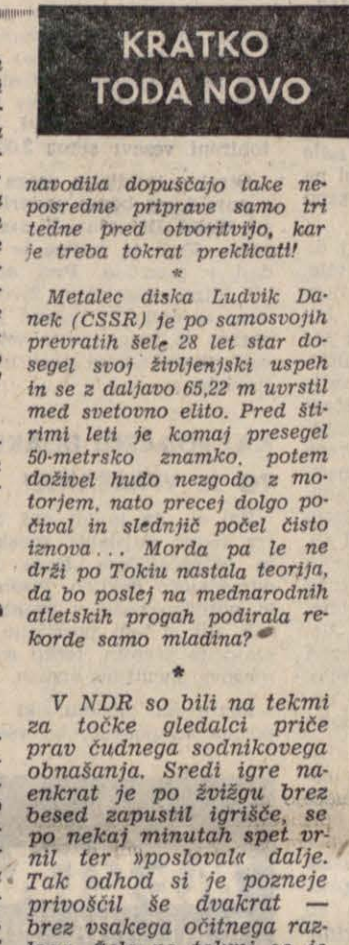 KRATKO
TODA NOVO
navodila dopuščajo take ne-
posredne priprave samo tri
tedne pred otvoritvijo, kar
je treba tokrat preklicati!
*
Metalec diska Ludvik Da-
nek (ČSSR) je po samosvojih
prevratih šele 28 let star do-
segel svoj življenjski uspeh
in se z daljavo 65,22 m uvrstil
med svetovno elito. Pred šti-
rimi leti je komaj presegel
50-metrsko znamko, potem
doživel hudo nezgodo z mo-
torjem, nato precej dolgo po-
čival in slednjič počel čisto
iznova... Morda pa le ne
drži po Tokiu nastala teorija,
da bo poslej na mednarodnih
atletskih progah podirala re-
korde samo mladina?
*
V NDR so bili na tekmi
za točke gledalci priče
prav čudnega sodnikovega
obnašanja. Sredi igre na-
enkrat je po žvižgu brez
besed zapustil igrišče, se
po nekaj minutah spet vr-
nil ter »posloval« dalje.
Tak odhod si je pozneje
privoščil še dvakrat —
brez vsakega očitnega raz-